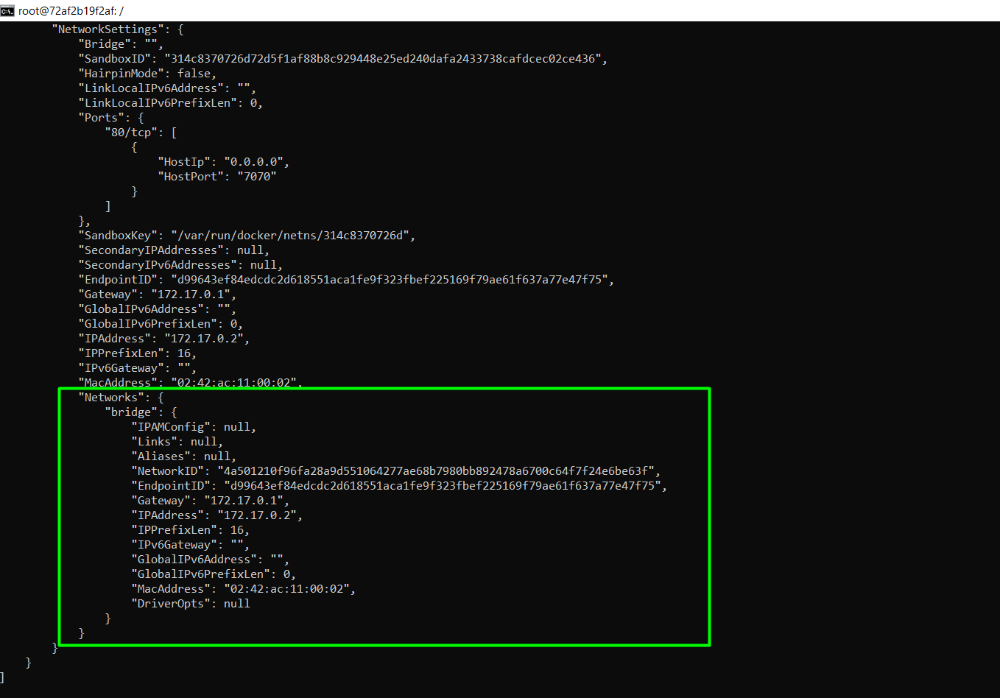 root@72af2b19f2af: /
"NetworkSettings": {
"Bridge": "",
"SandboxID": "314c8370726d72d5f1af88b8c929448e25ed240dafa2433738cafdcec02ce436",
"HairpinMode": false,
"LinkLocalIPv6Address": "",
"LinkLocalIPv6PrefixLen": 0,
"Ports": {
"80/tcp": [
{
"HostIp": "0.0.0.0",
"HostPort": "7070"
}
]
},
"SandboxKey": "/var/run/docker/netns/314c8370726d",
"SecondaryIPAddresses": null,
"SecondaryIPv6Addresses": null,
"EndpointID": "d99643ef84edcdc2d618551aca1fe9f323fbef225169f79ae61f637a77e47f75",
"Gateway": "172.17.0.1",
"GlobalIPv6Address": "",
"GlobalIPv6PrefixLen": 0,
"IPAddress": "172.17.0.2",
"IPPrefixLen": 16,
"IPv6Gateway": "",
"MacAddress": "02:42:ac:11:00:02",
"Networks": {
"bridge": {
"IPAMConfig": null,
"Links": null,
"Aliases": null,
"NetworkID": "4a501210f96fa28a9d551064277ae68b7980bb892478a6700c64f7f24e6be63f",
"EndpointID": "d99643ef84edcdc2d618551aca1fe9f323fbef225169f79ae61f637a77e47f75",
"Gateway": "172.17.0.1",
"IPAddress": "172.17.0.2",
"IPPrefixLen": 16,
"IPv6Gateway": "",
"GlobalIPv6Address": "",
"GlobalIPv6PrefixLen": 0,
"MacAddress": "02:42:ac:11:00:02",
"DriverOpts": null
}
}
}
}
]